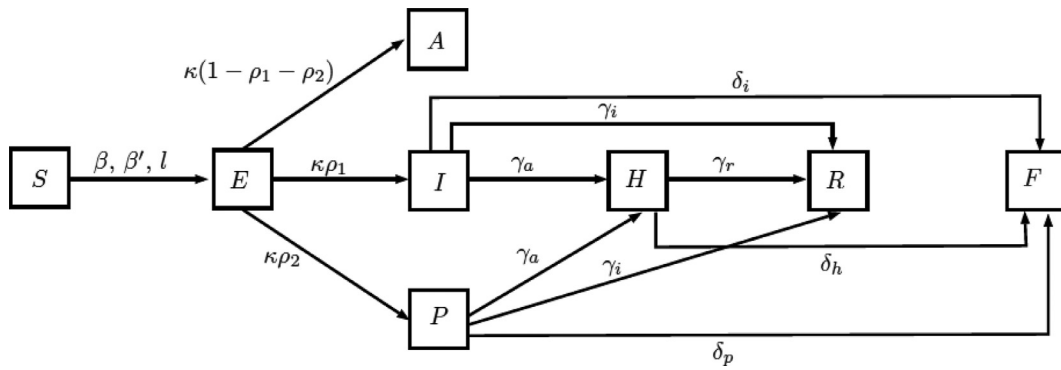 A
κ(1 − ρ₁ − ρ₂)
δᵢ
γᵢ
S
β, β′, l
E
κρ₁
I
γₐ
H
γᵣ
R
F
κρ₂
γₐ
γᵢ
δₕ
P
δₚ